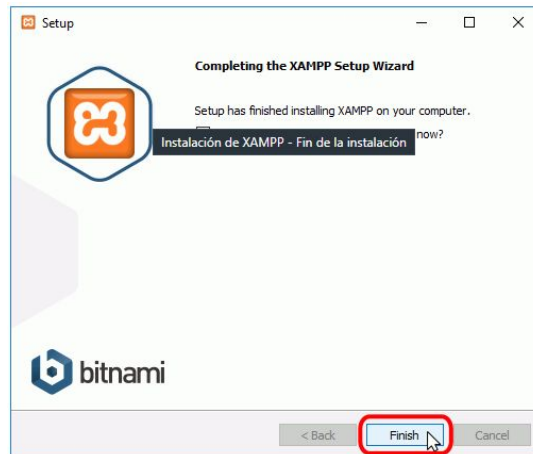 Setup
Completing the XAMPP Setup Wizard
Setup has finished installing XAMPP on your computer.
now?
Instalación de XAMPP - Fin de la instalación
bitnami
< Back
Finish
Cancel